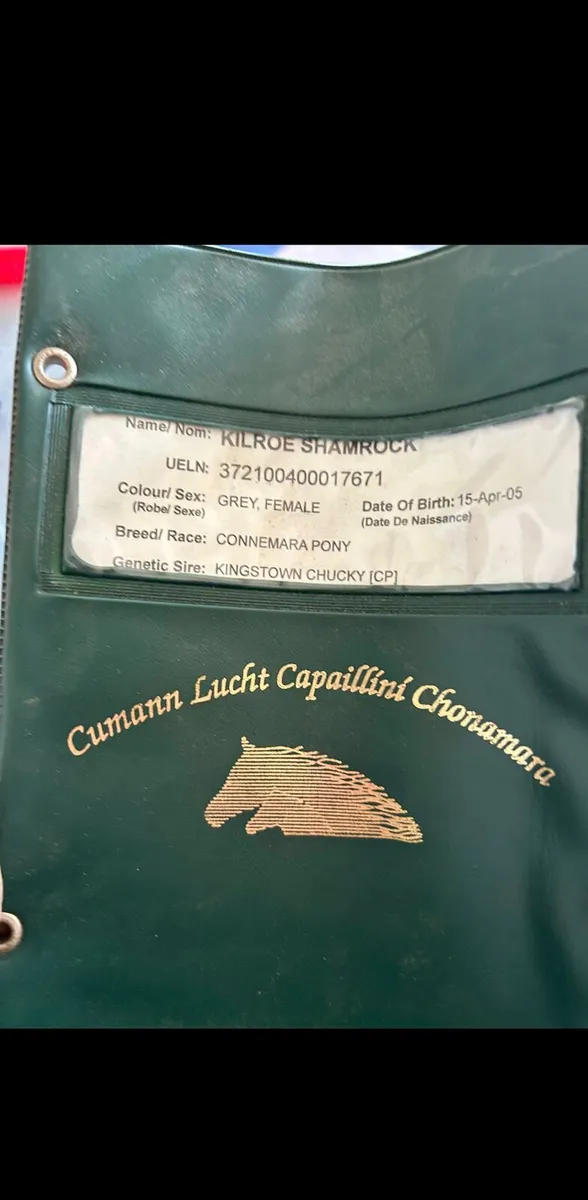 Name/ Nom: KILROE SHAMROCK
UELN: 372100400017671
Colour/ Sex: GREY, FEMALE Date Of Birth: 15-Apr-05
(Robe/ Sexe) (Date De Naissance)
Breed/ Race: CONNEMARA PONY
Genetic Sire: KINGSTOWN CHUCKY [CP]
Cumann Lucht Capaillíní Chonamara